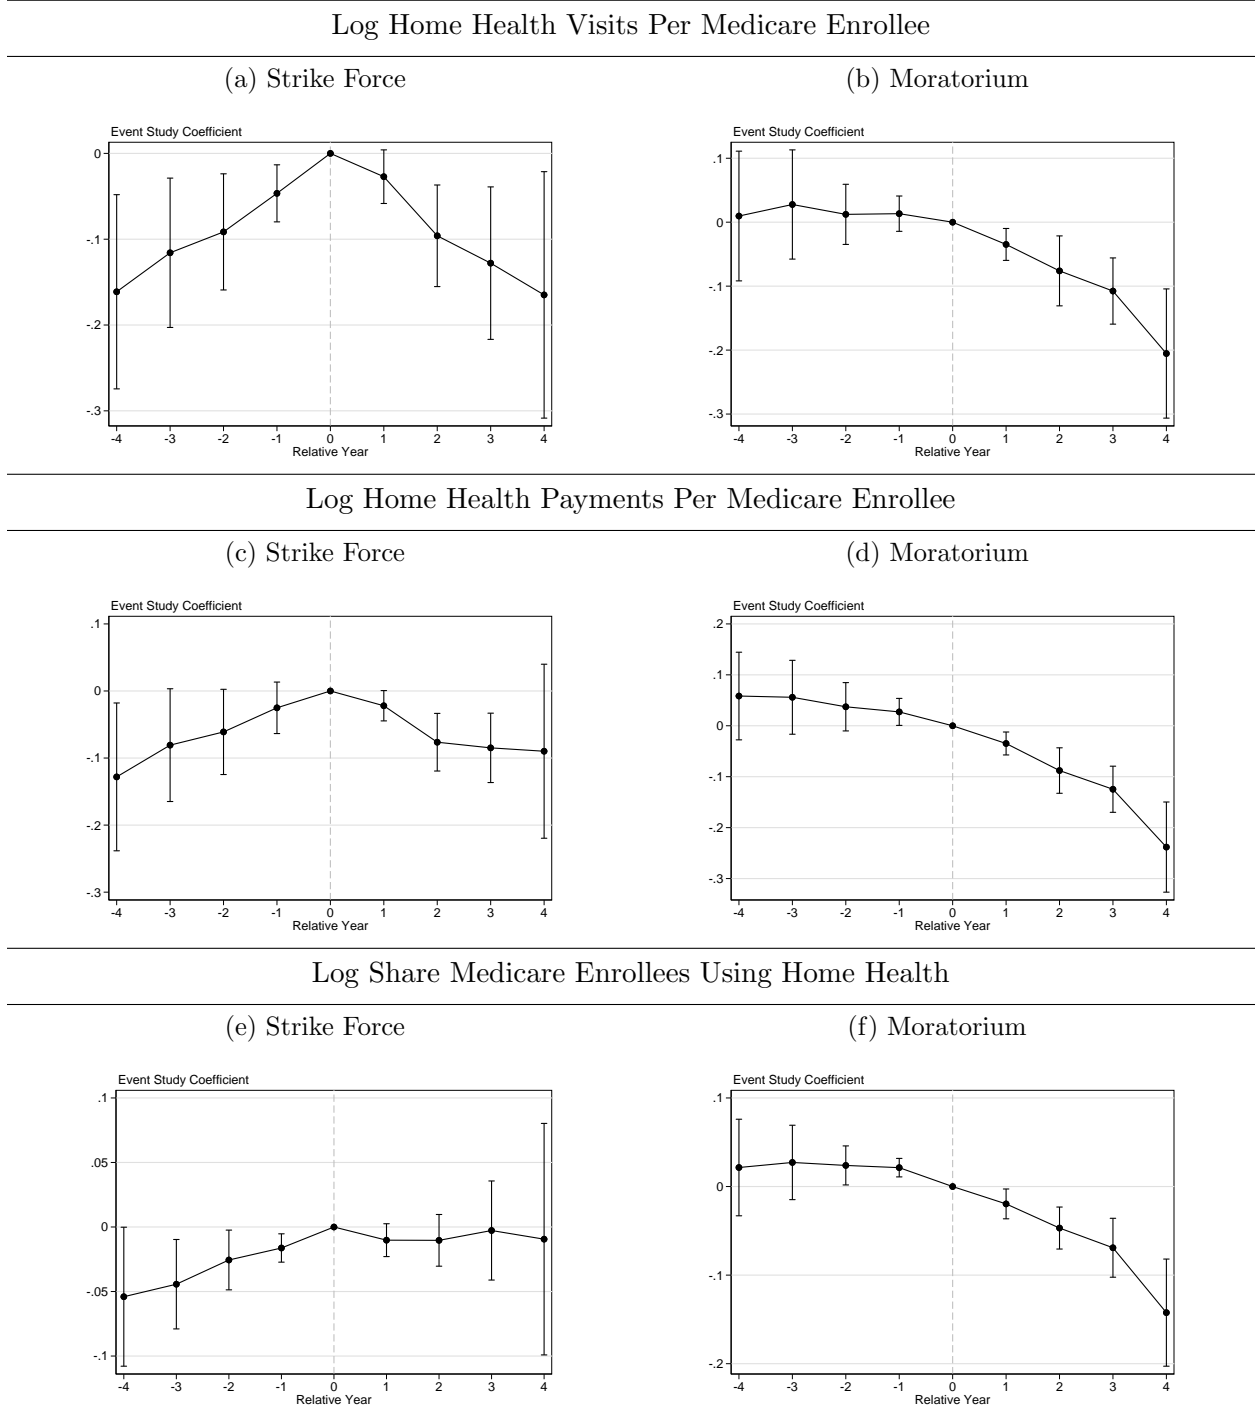 Log Home Health Visits Per Medicare Enrollee
(a) Strike Force
(b) Moratorium
Event Study Coefficient
0
-.1
-.2
-.3
-4 -3 -2 -1 0 1 2 3 4
Relative Year
Event Study Coefficient
.1
0
-.1
-.2
-.3
-4 -3 -2 -1 0 1 2 3 4
Relative Year
Log Home Health Payments Per Medicare Enrollee
(c) Strike Force
(d) Moratorium
Event Study Coefficient
.1
0
-.1
-.2
-.3
-4 -3 -2 -1 0 1 2 3 4
Relative Year
Event Study Coefficient
.2
.1
0
-.1
-.2
-.3
-4 -3 -2 -1 0 1 2 3 4
Relative Year
Log Share Medicare Enrollees Using Home Health
(e) Strike Force
(f) Moratorium
Event Study Coefficient
.1
.05
0
-.05
-.1
-4 -3 -2 -1 0 1 2 3 4
Relative Year
Event Study Coefficient
.1
0
-.1
-.2
-4 -3 -2 -1 0 1 2 3 4
Relative Year